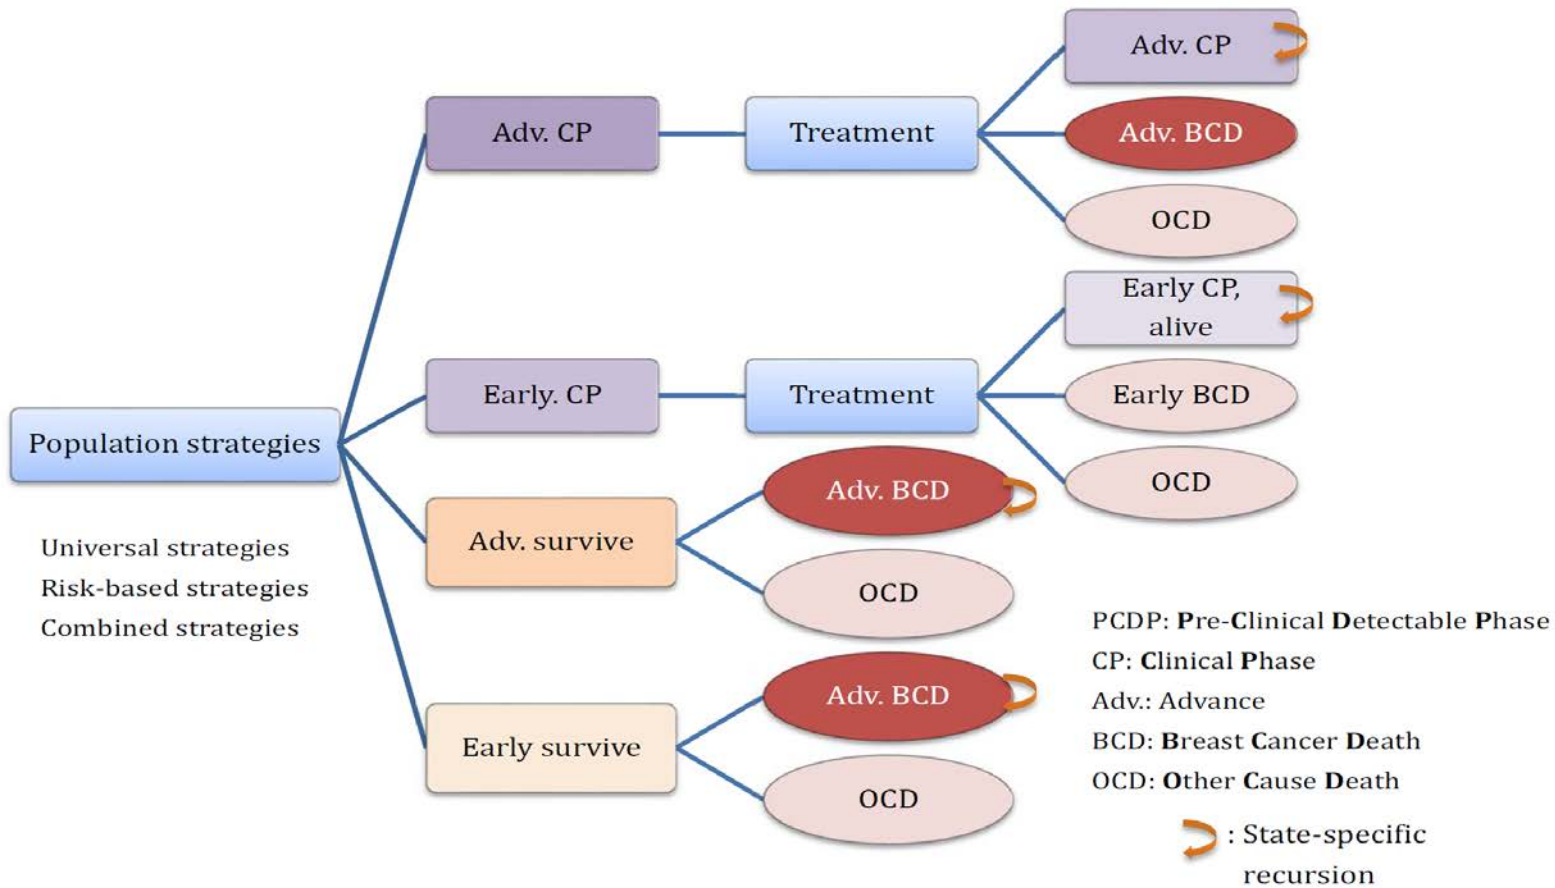 Adv. CP
Adv. CP
Treatment
Adv. BCD
OCD
Early CP,
alive
Early. CP
Treatment
Early BCD
Population strategies
OCD
Adv. BCD
Adv. survive
OCD
Universal strategies
Risk-based strategies
Combined strategies
Adv. BCD
Early survive
OCD
PCDP: Pre-Clinical Detectable Phase
CP: Clinical Phase
Adv.: Advance
BCD: Breast Cancer Death
OCD: Other Cause Death
: State-specific
recursion